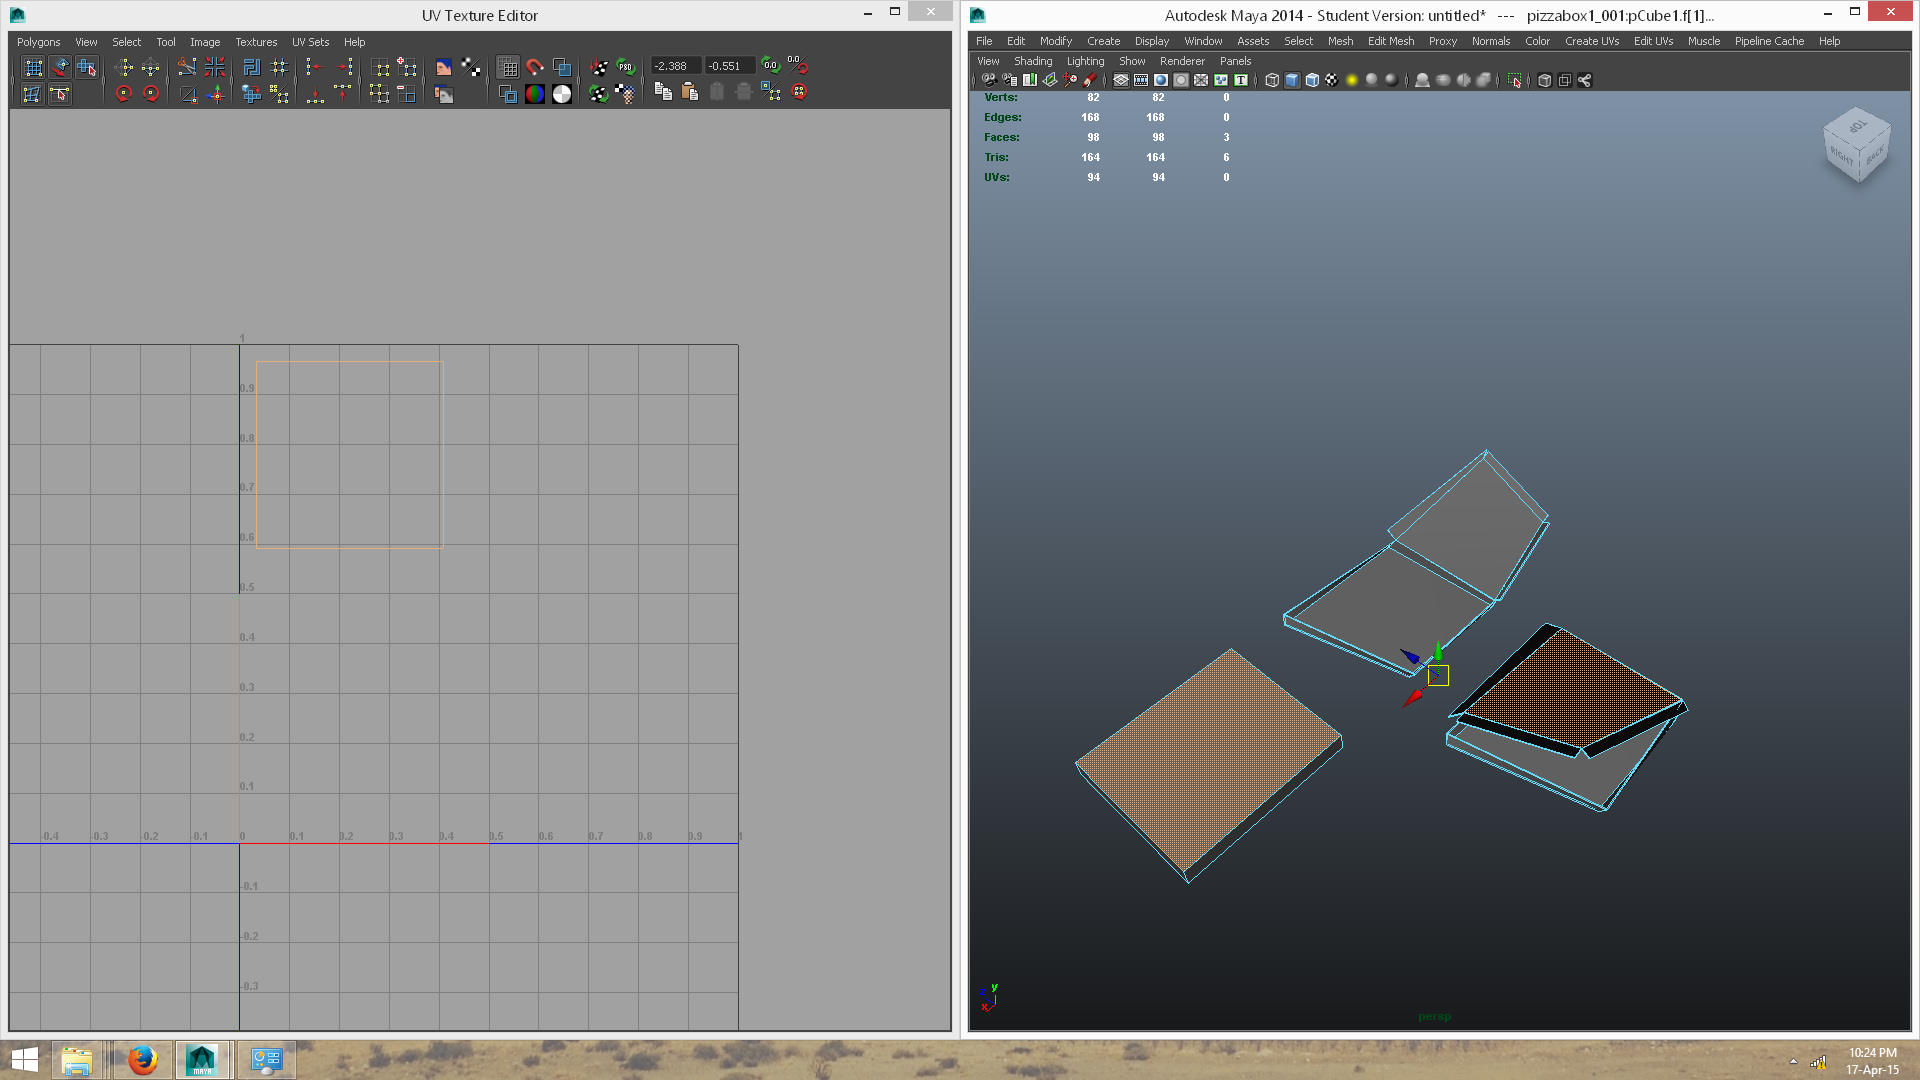 UV Texture Editor
Polygons View Select Tool Image Textures UV Sets Help
-2.388 -0.551 0.0 0.0
PSD
1
0.9
0.8
0.7
0.6
0.5
0.4
0.3
0.2
0.1
-0.4 -0.3 -0.2 -0.1 0 0.1 0.2 0.3 0.4 0.5 0.6 0.7 0.8 0.9 1
-0.1
-0.2
-0.3
Autodesk Maya 2014 - Student Version: untitled* --- pizzabox1_001:pCube1.f[1]...
File Edit Modify Create Display Window Assets Select Mesh Edit Mesh Proxy Normals Color Create UVs Edit UVs Muscle Pipeline Cache Help
View Shading Lighting Show Renderer Panels
Verts: 82 82 0
Edges: 168 168 0
Faces: 98 98 3
Tris: 164 164 6
UVs: 94 94 0
TOP
RIGHT BACK
y
x
persp
MAYA
10:24 PM
17-Apr-15